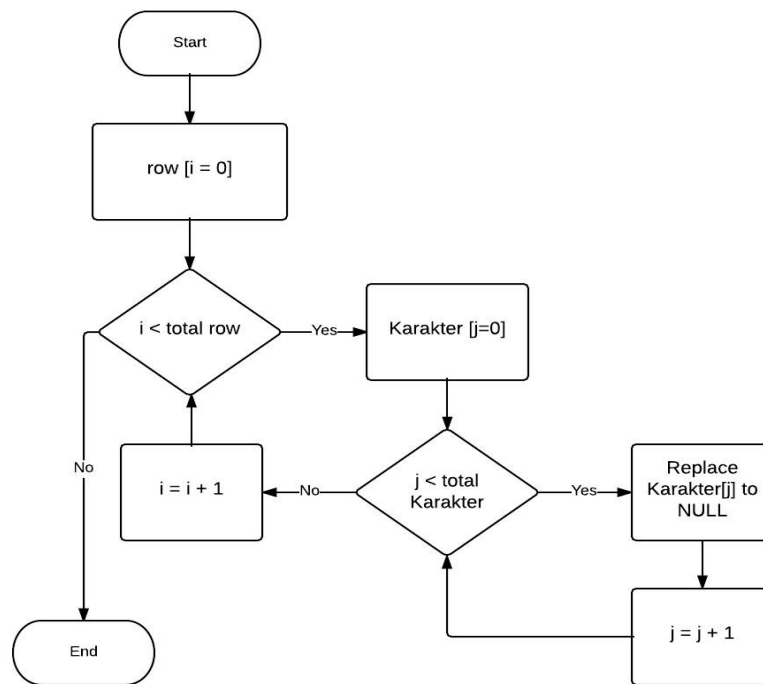 Start
row [i = 0]
i < total row
Yes
Karakter [j=0]
No
i = i + 1
No
j < total
Karakter
Yes
Replace
Karakter[j] to
NULL
j = j + 1
End